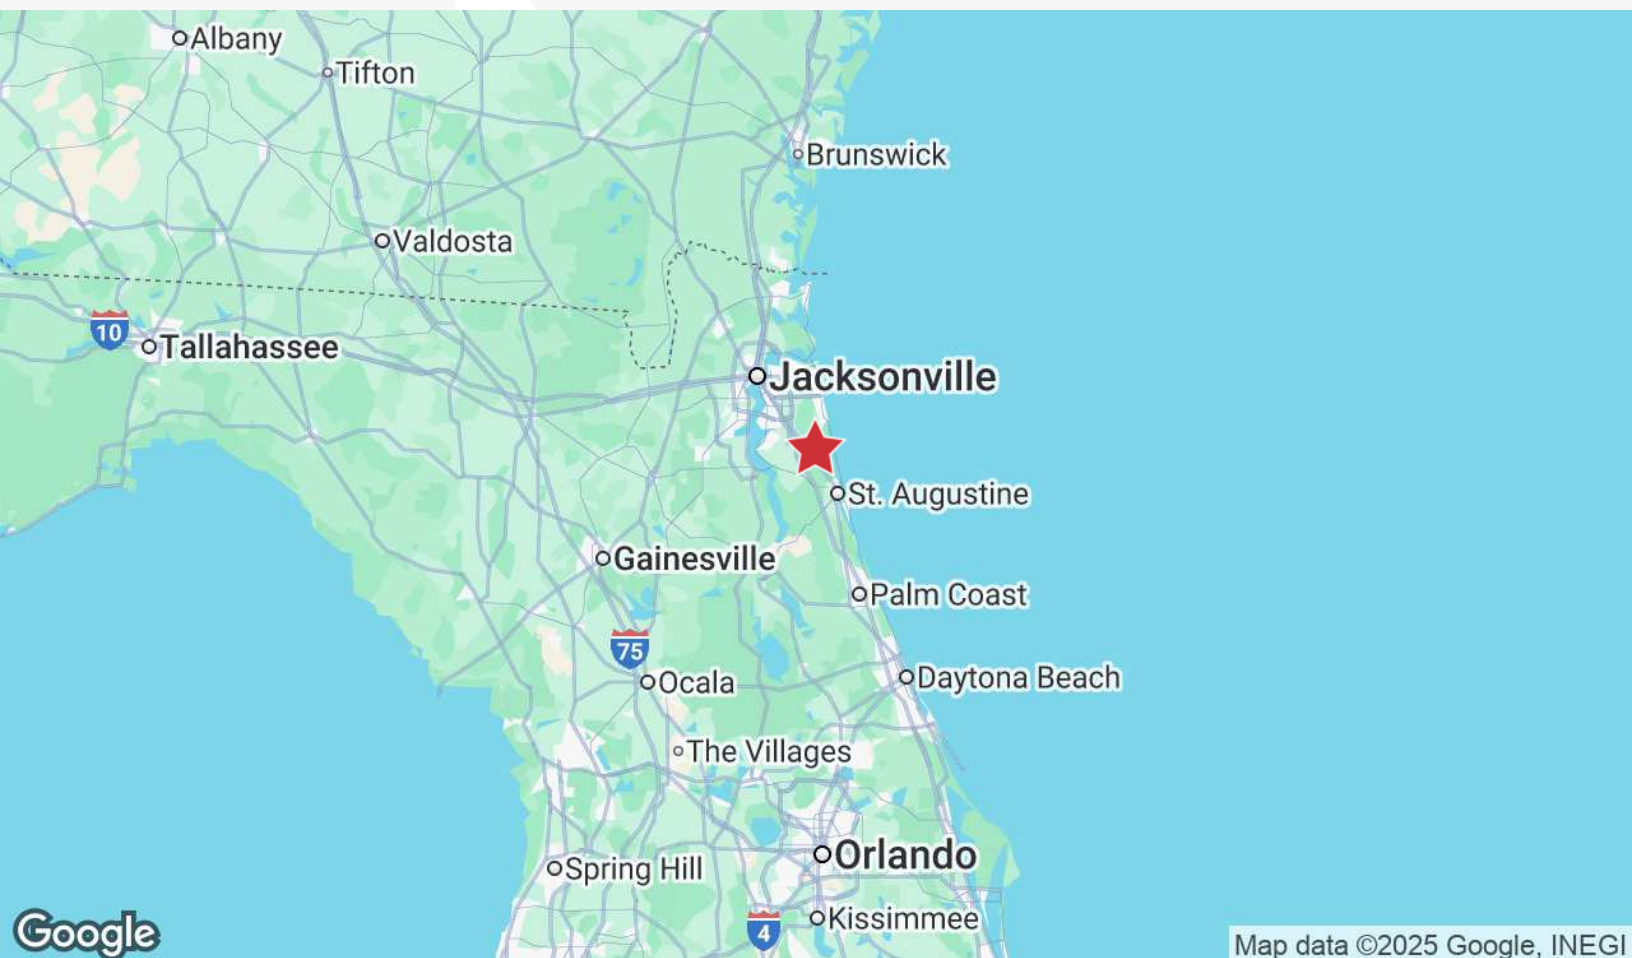 Albany
Tifton
Brunswick
Valdosta
10
Tallahassee
Jacksonville
St. Augustine
Gainesville
Palm Coast
75
Ocala
Daytona Beach
The Villages
Orlando
Spring Hill
Kissimmee
4
Google
Map data ©2025 Google, INEGI